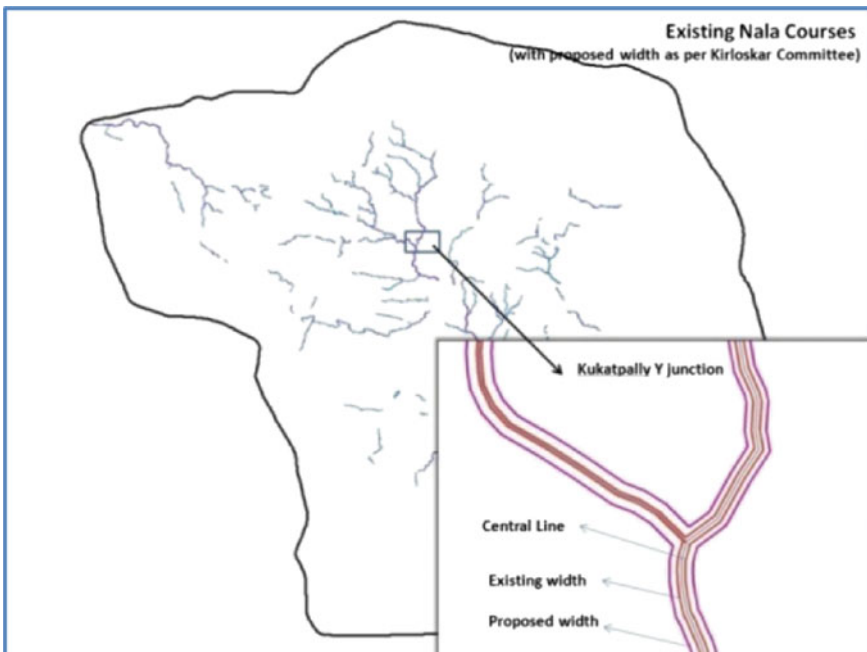 Existing Nala Courses
(with proposed width as per Kirloskar Committee)
Kukatpally Y junction
Central Line
Existing width
Proposed width